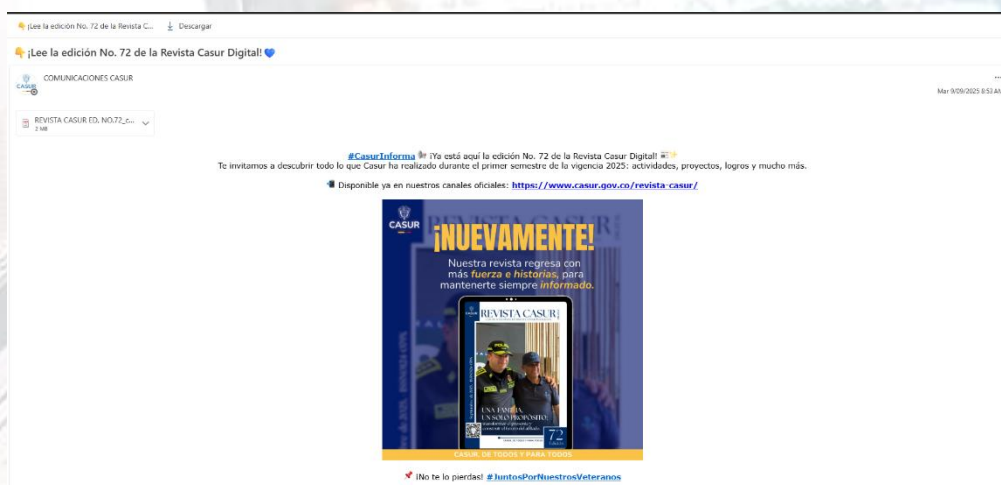 ¡Lee la edición No. 72 de la Revista C... Descargar
¡Lee la edición No. 72 de la Revista Casur Digital!
COMUNICACIONES CASUR
Mar 9/09/2025 8:53 AM
REVISTA CASUR ED, NO.72_c...
2 MB
#CasurInforma ¡Ya está aquí la edición No. 72 de la Revista Casur Digital!
Te invitamos a descubrir todo lo que Casur ha realizado durante el primer semestre de la vigencia 2025: actividades, proyectos, logros y mucho más.
Disponible ya en nuestros canales oficiales: https://www.casur.gov.co/revista-casur/
CASUR
¡NUEVAMENTE!
Nuestra revista regresa con
más fuerza e historias, para
mantenerte siempre informado.
REVISTA CASUR
UNA FAMILIA,
UN SOLO PROPÓSITO:
72
CASUR, DE TODOS Y PARA TODOS
¡No te lo pierdas! #JuntosPorNuestrosVeteranos